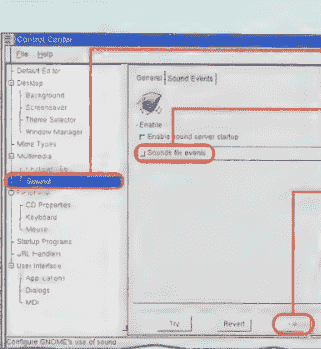 Control Center
File Help
Default Editor
Desktop
Background
Screensaver
Theme Selector
Window Manager
Mime Types
Multimedia
Sound
Peripherals
CD Properties
Keyboard
Mouse
Startup Programs
URL Handlers
User Interface
Applications
Dialogs
MDI
General Sound Events
Enable
Enable sound server startup
Sounds for events
Try Revert
Configure GNOME's use of sound